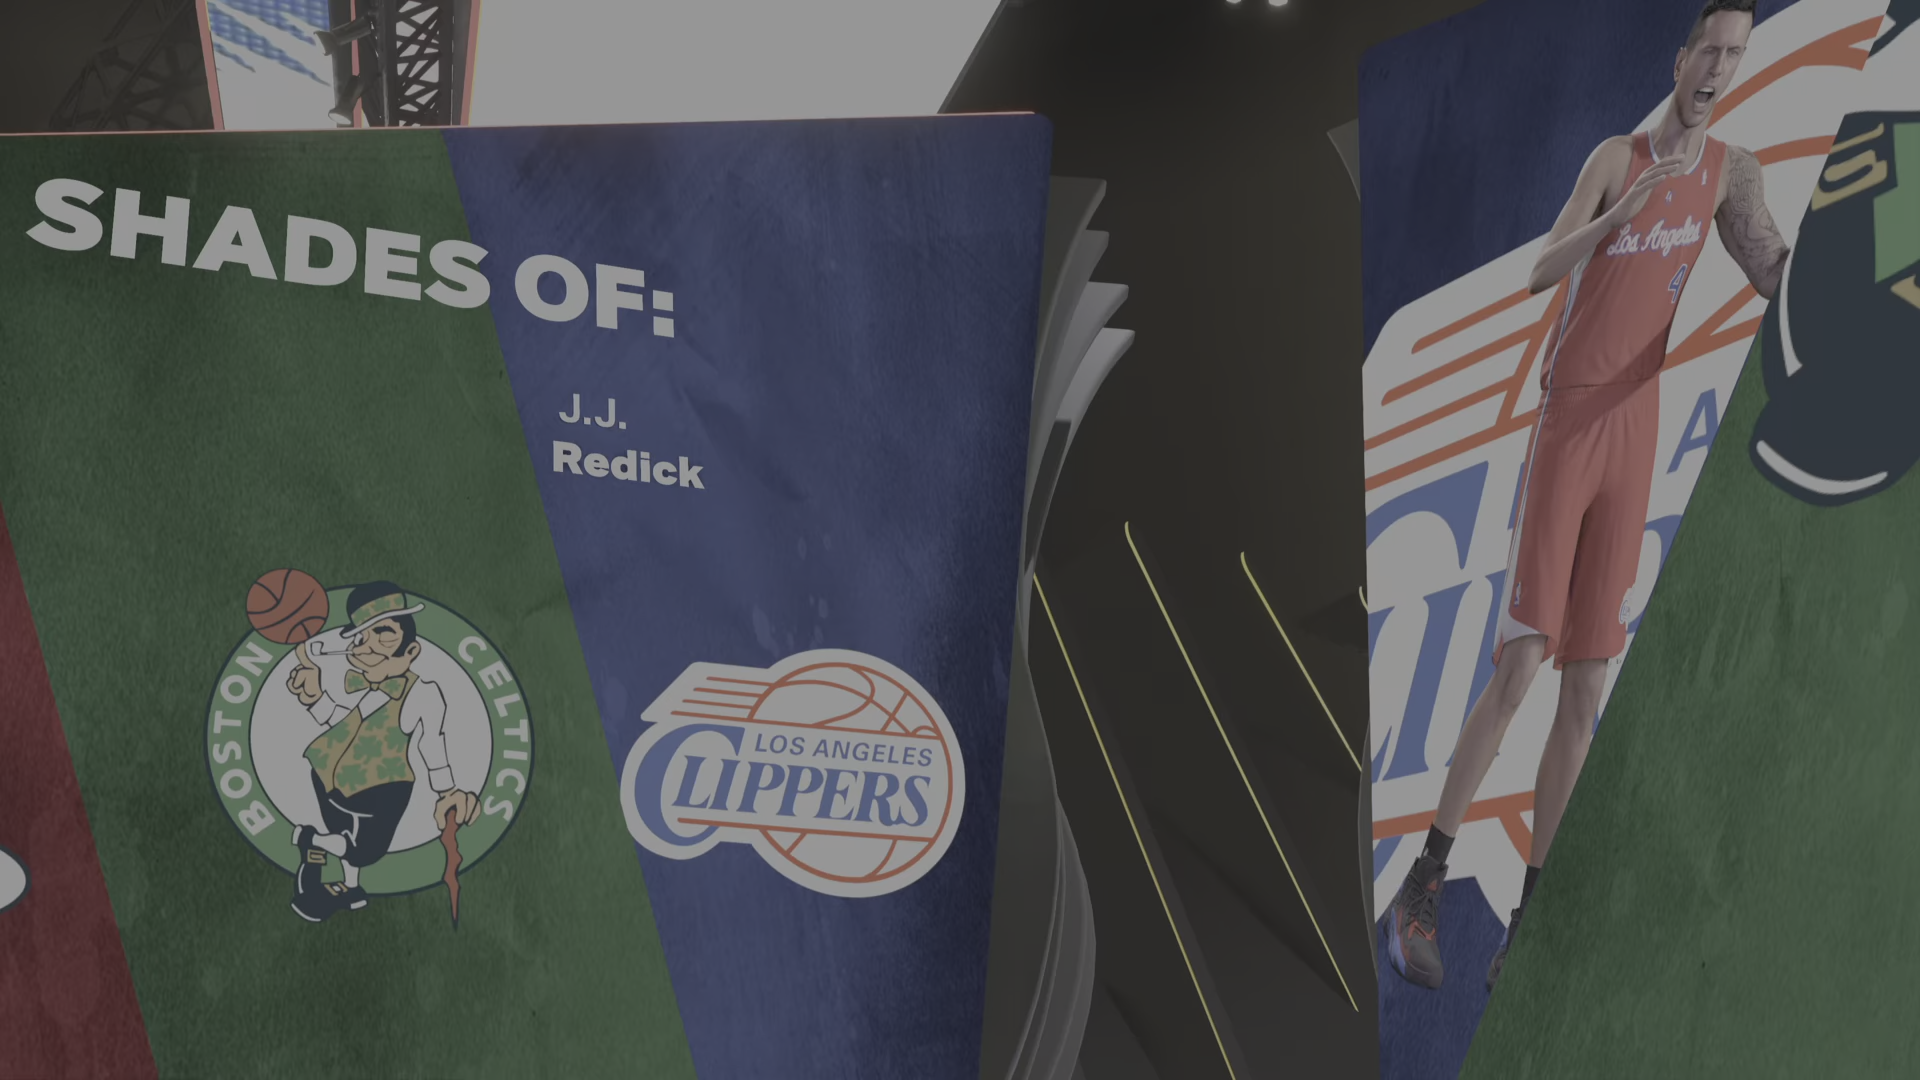 SHADES OF:
J.J.
Redick
BOSTON CELTICS
LOS ANGELES
CLIPPERS
Los Angeles
4